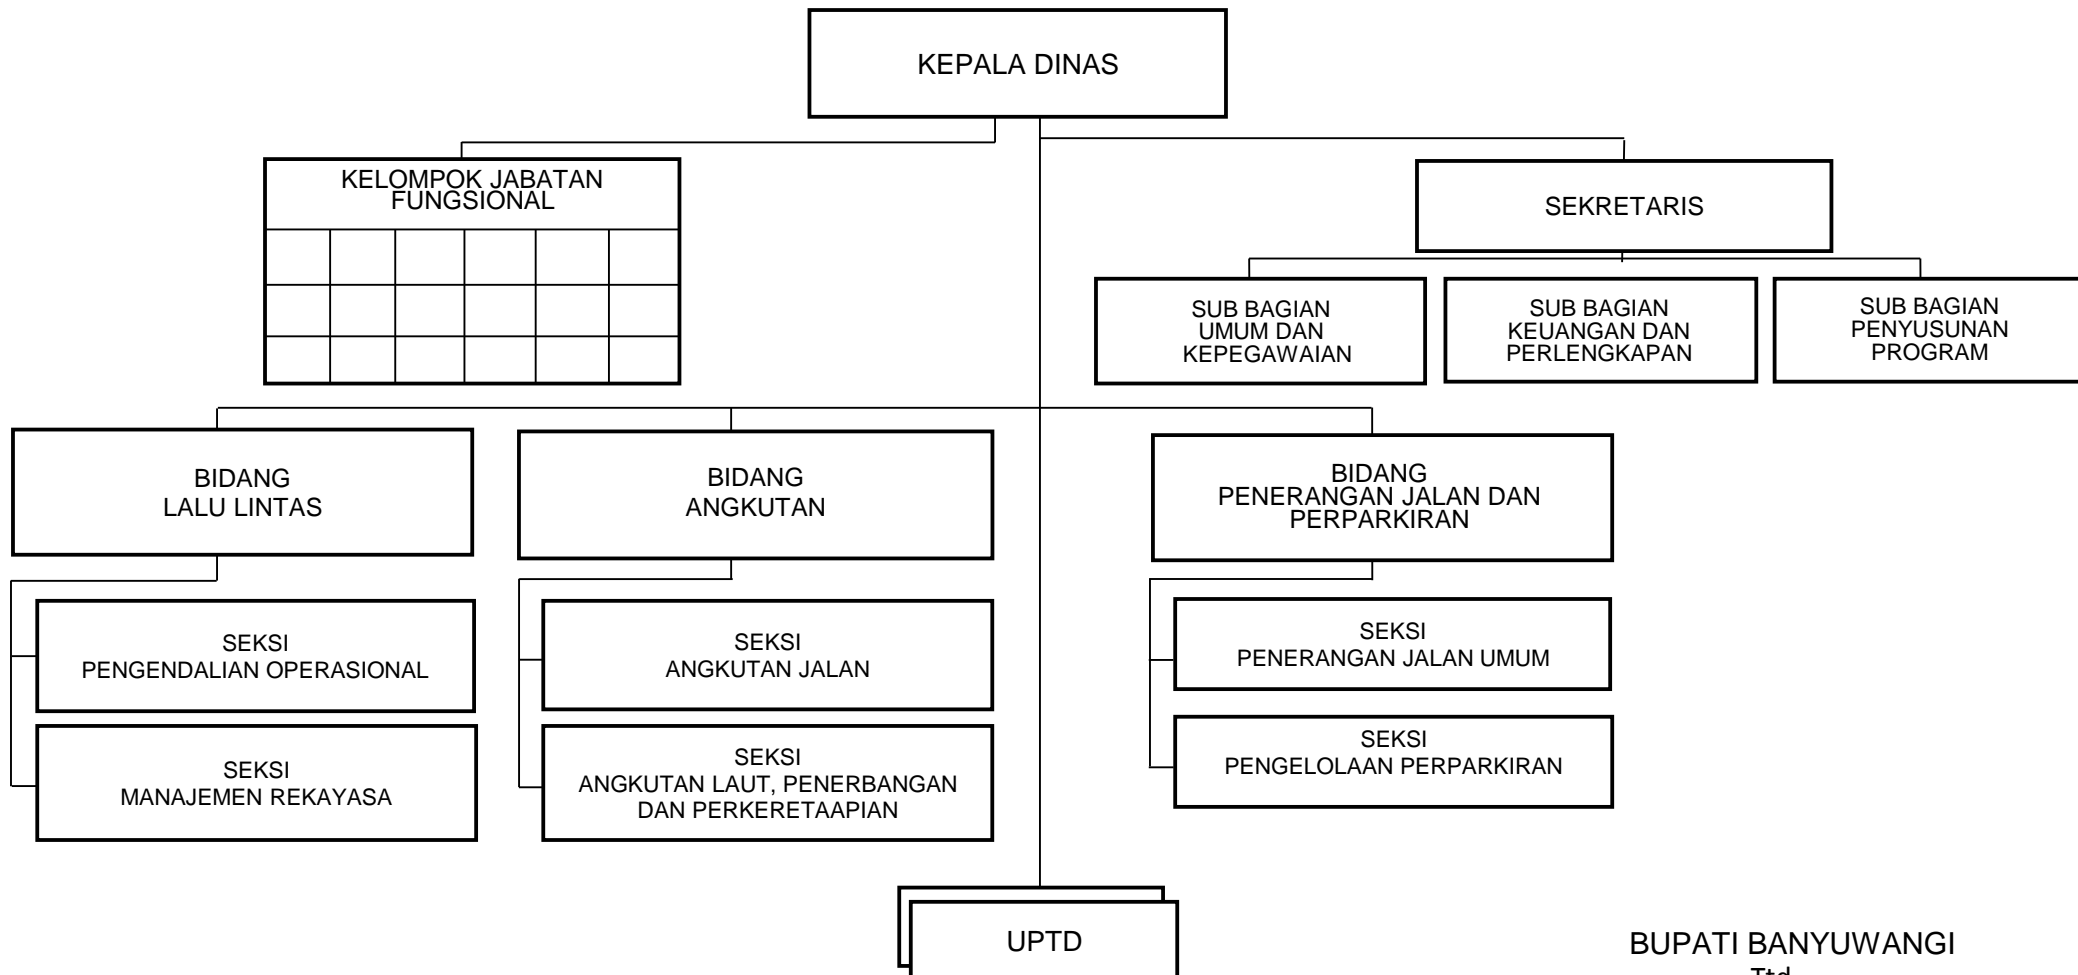 KEPALA DINAS
KELOMPOK JABATAN
FUNGSIONAL
SEKRETARIS
SUB BAGIAN
UMUM DAN
KEPEGAWAIAN
SUB BAGIAN
KEUANGAN DAN
PERLENGKAPAN
SUB BAGIAN
PENYUSUNAN
PROGRAM
BIDANG
LALU LINTAS
BIDANG
ANGKUTAN
BIDANG
PENERANGAN JALAN DAN
PERPARKIRAN
SEKSI
PENGENDALIAN OPERASIONAL
SEKSI
ANGKUTAN JALAN
SEKSI
PENERANGAN JALAN UMUM
SEKSI
MANAJEMEN REKAYASA
SEKSI
ANGKUTAN LAUT, PENERBANGAN
DAN PERKERETAAPIAN
SEKSI
PENGELOLAAN PERPARKIRAN
UPTD
BUPATI BANYUWANGI
Ttd